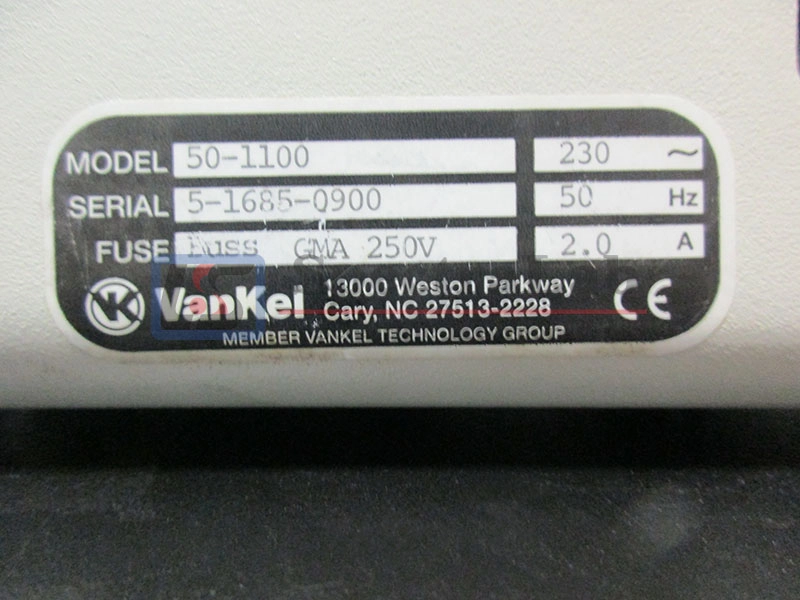 MODEL 50-1100 230 ~
SERIAL 5-1685-0900 50 Hz
FUSE Buss GMA 250V 2.0 A
VK VanKel 13000 Weston Parkway
Cary, NC 27513-2228 CE
MEMBER VANKEL TECHNOLOGY GROUP